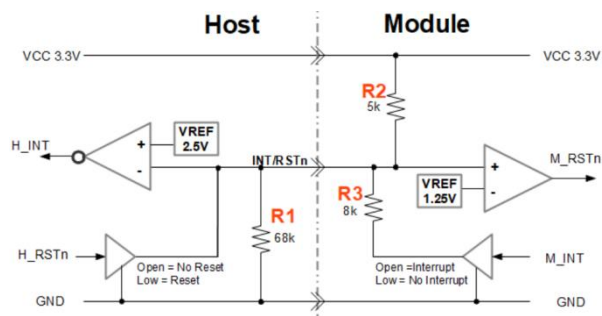 Host Module
VCC 3.3V VCC 3.3V
R2
5k
H_INT
+
VREF
2.5V
-
INT/RSTn
+
M_RSTn
VREF
1.25V
-
R3
8k
R1
68k
H_RSTn
Open = No Reset
Low = Reset
Open =Interrupt
Low = No Interrupt
M_INT
GND GND